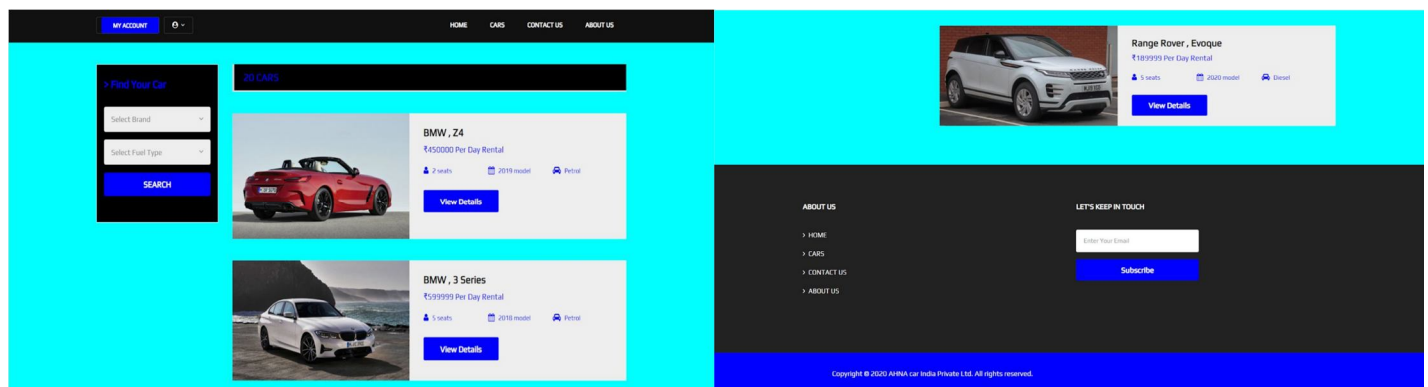 MY ACCOUNT
HOME CARS CONTACT US ABOUT US
> Find Your Car
Select Brand
Select Fuel Type
SEARCH
20 CARS
BMW , Z4
₹450000 Per Day Rental
2 seats 2019 model Petrol
View Details
BMW , 3 Series
₹599999 Per Day Rental
5 seats 2018 model Petrol
View Details
Range Rover , Evoque
₹189999 Per Day Rental
5 seats 2020 model Diesel
View Details
ABOUT US
> HOME
> CARS
> CONTACT US
> ABOUT US
LET'S KEEP IN TOUCH
Enter Your Email
Subscribe
Copyright © 2020 AHNA car India Private Ltd. All rights reserved.